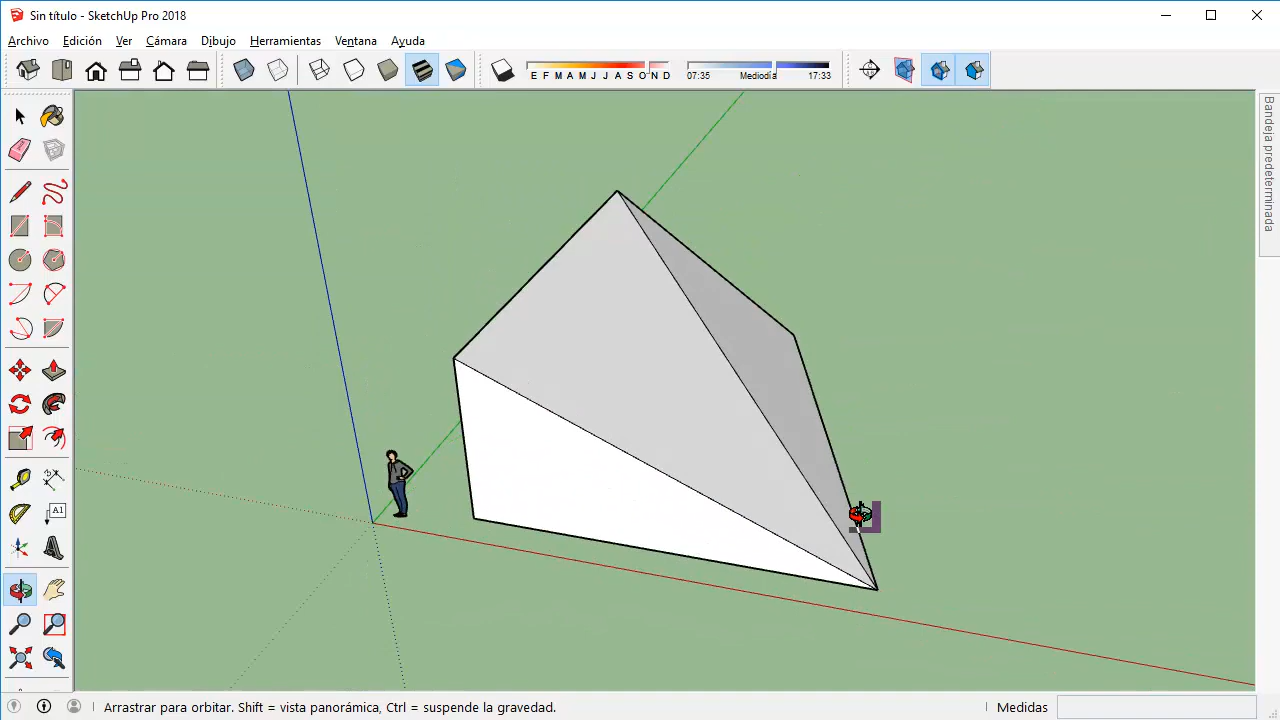 Sin título - SketchUp Pro 2018
Archivo Edición Ver Cámara Dibujo Herramientas Ventana Ayuda
E F M A M J J A S O N D 07:35 Mediodía 17:33
Bandeja predeterminada
A1
Arrastrar para orbitar. Shift = vista panorámica, Ctrl = suspende la gravedad. Medidas